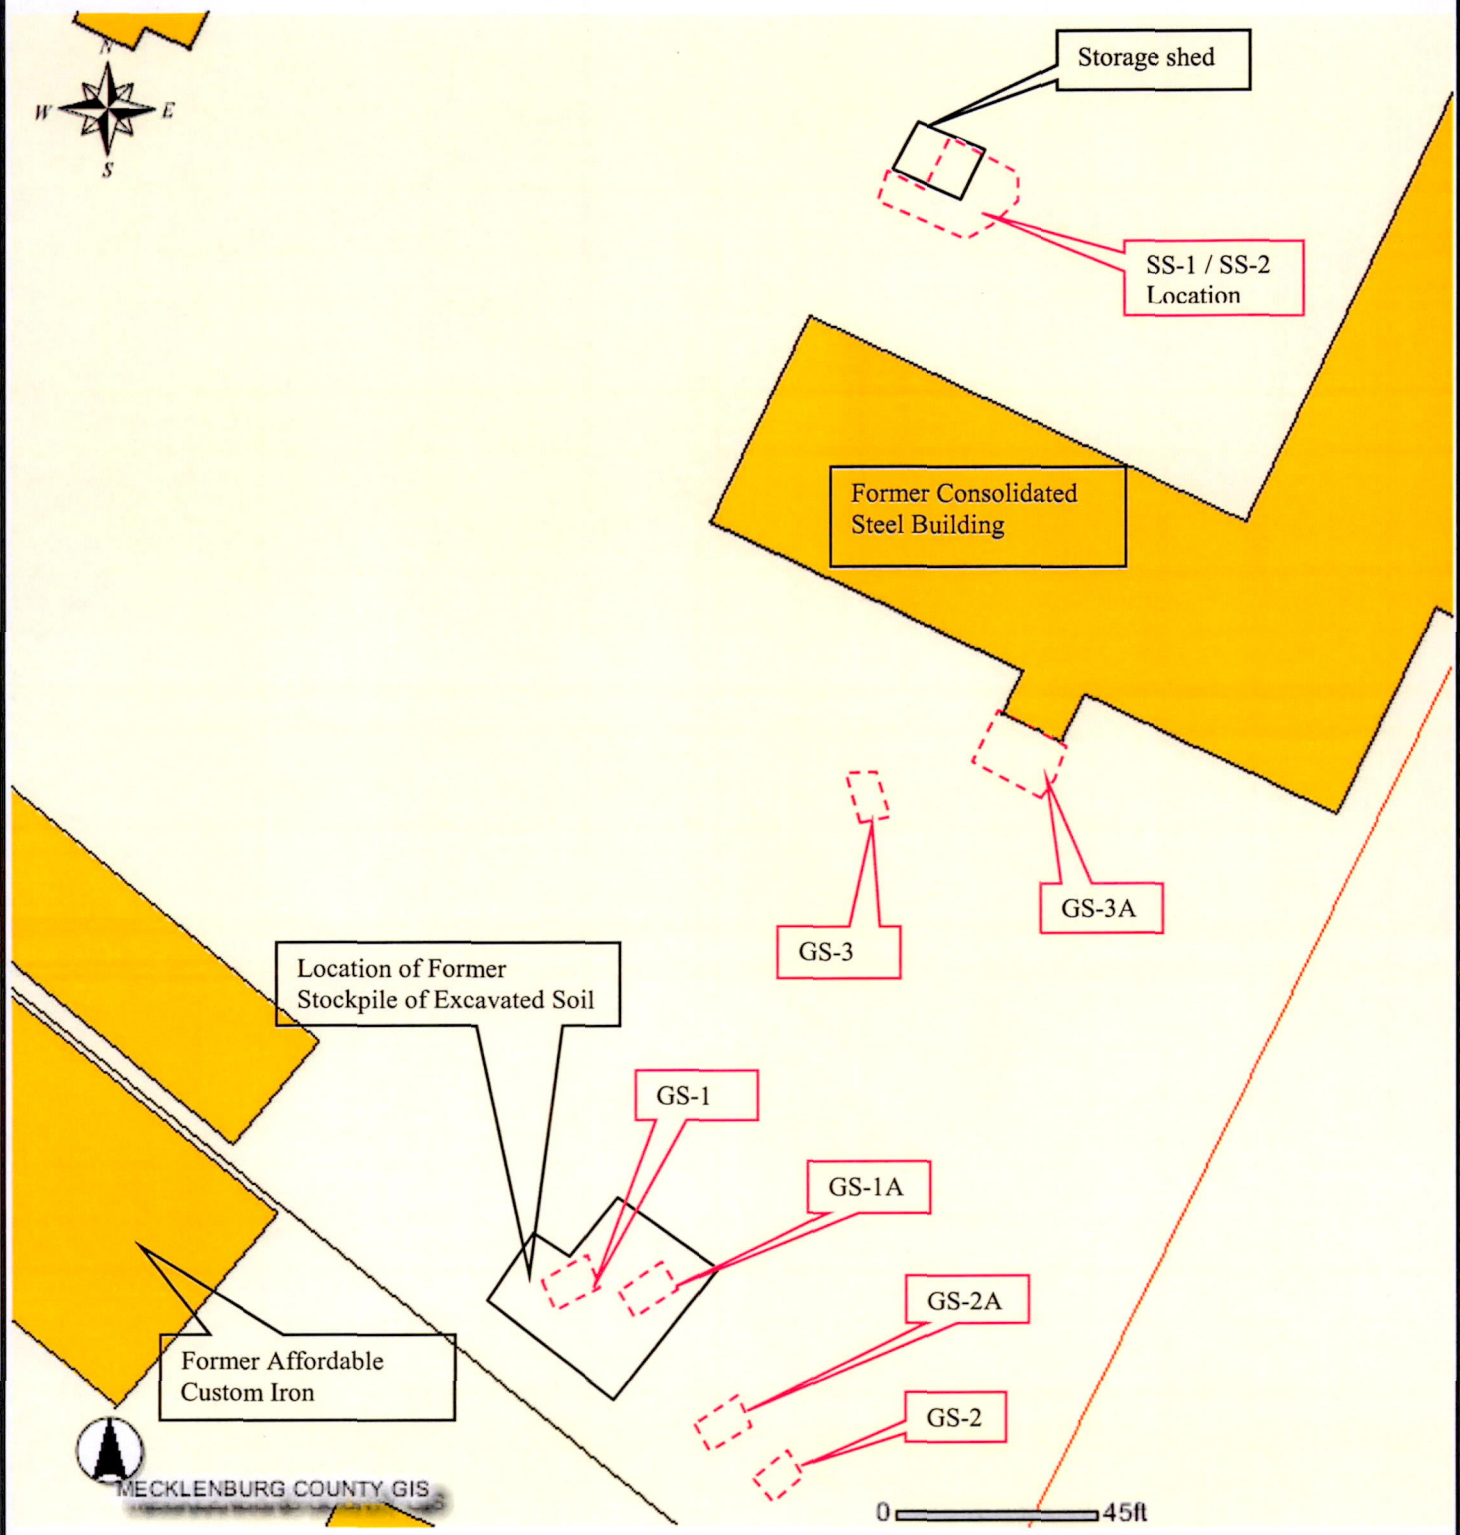 N
W E
S
Storage shed
SS-1 / SS-2
Location
Former Consolidated
Steel Building
GS-3A
GS-3
Location of Former
Stockpile of Excavated Soil
GS-1
GS-1A
GS-2A
Former Affordable
Custom Iron
GS-2
MECKLENBURG COUNTY GIS
0 45ft